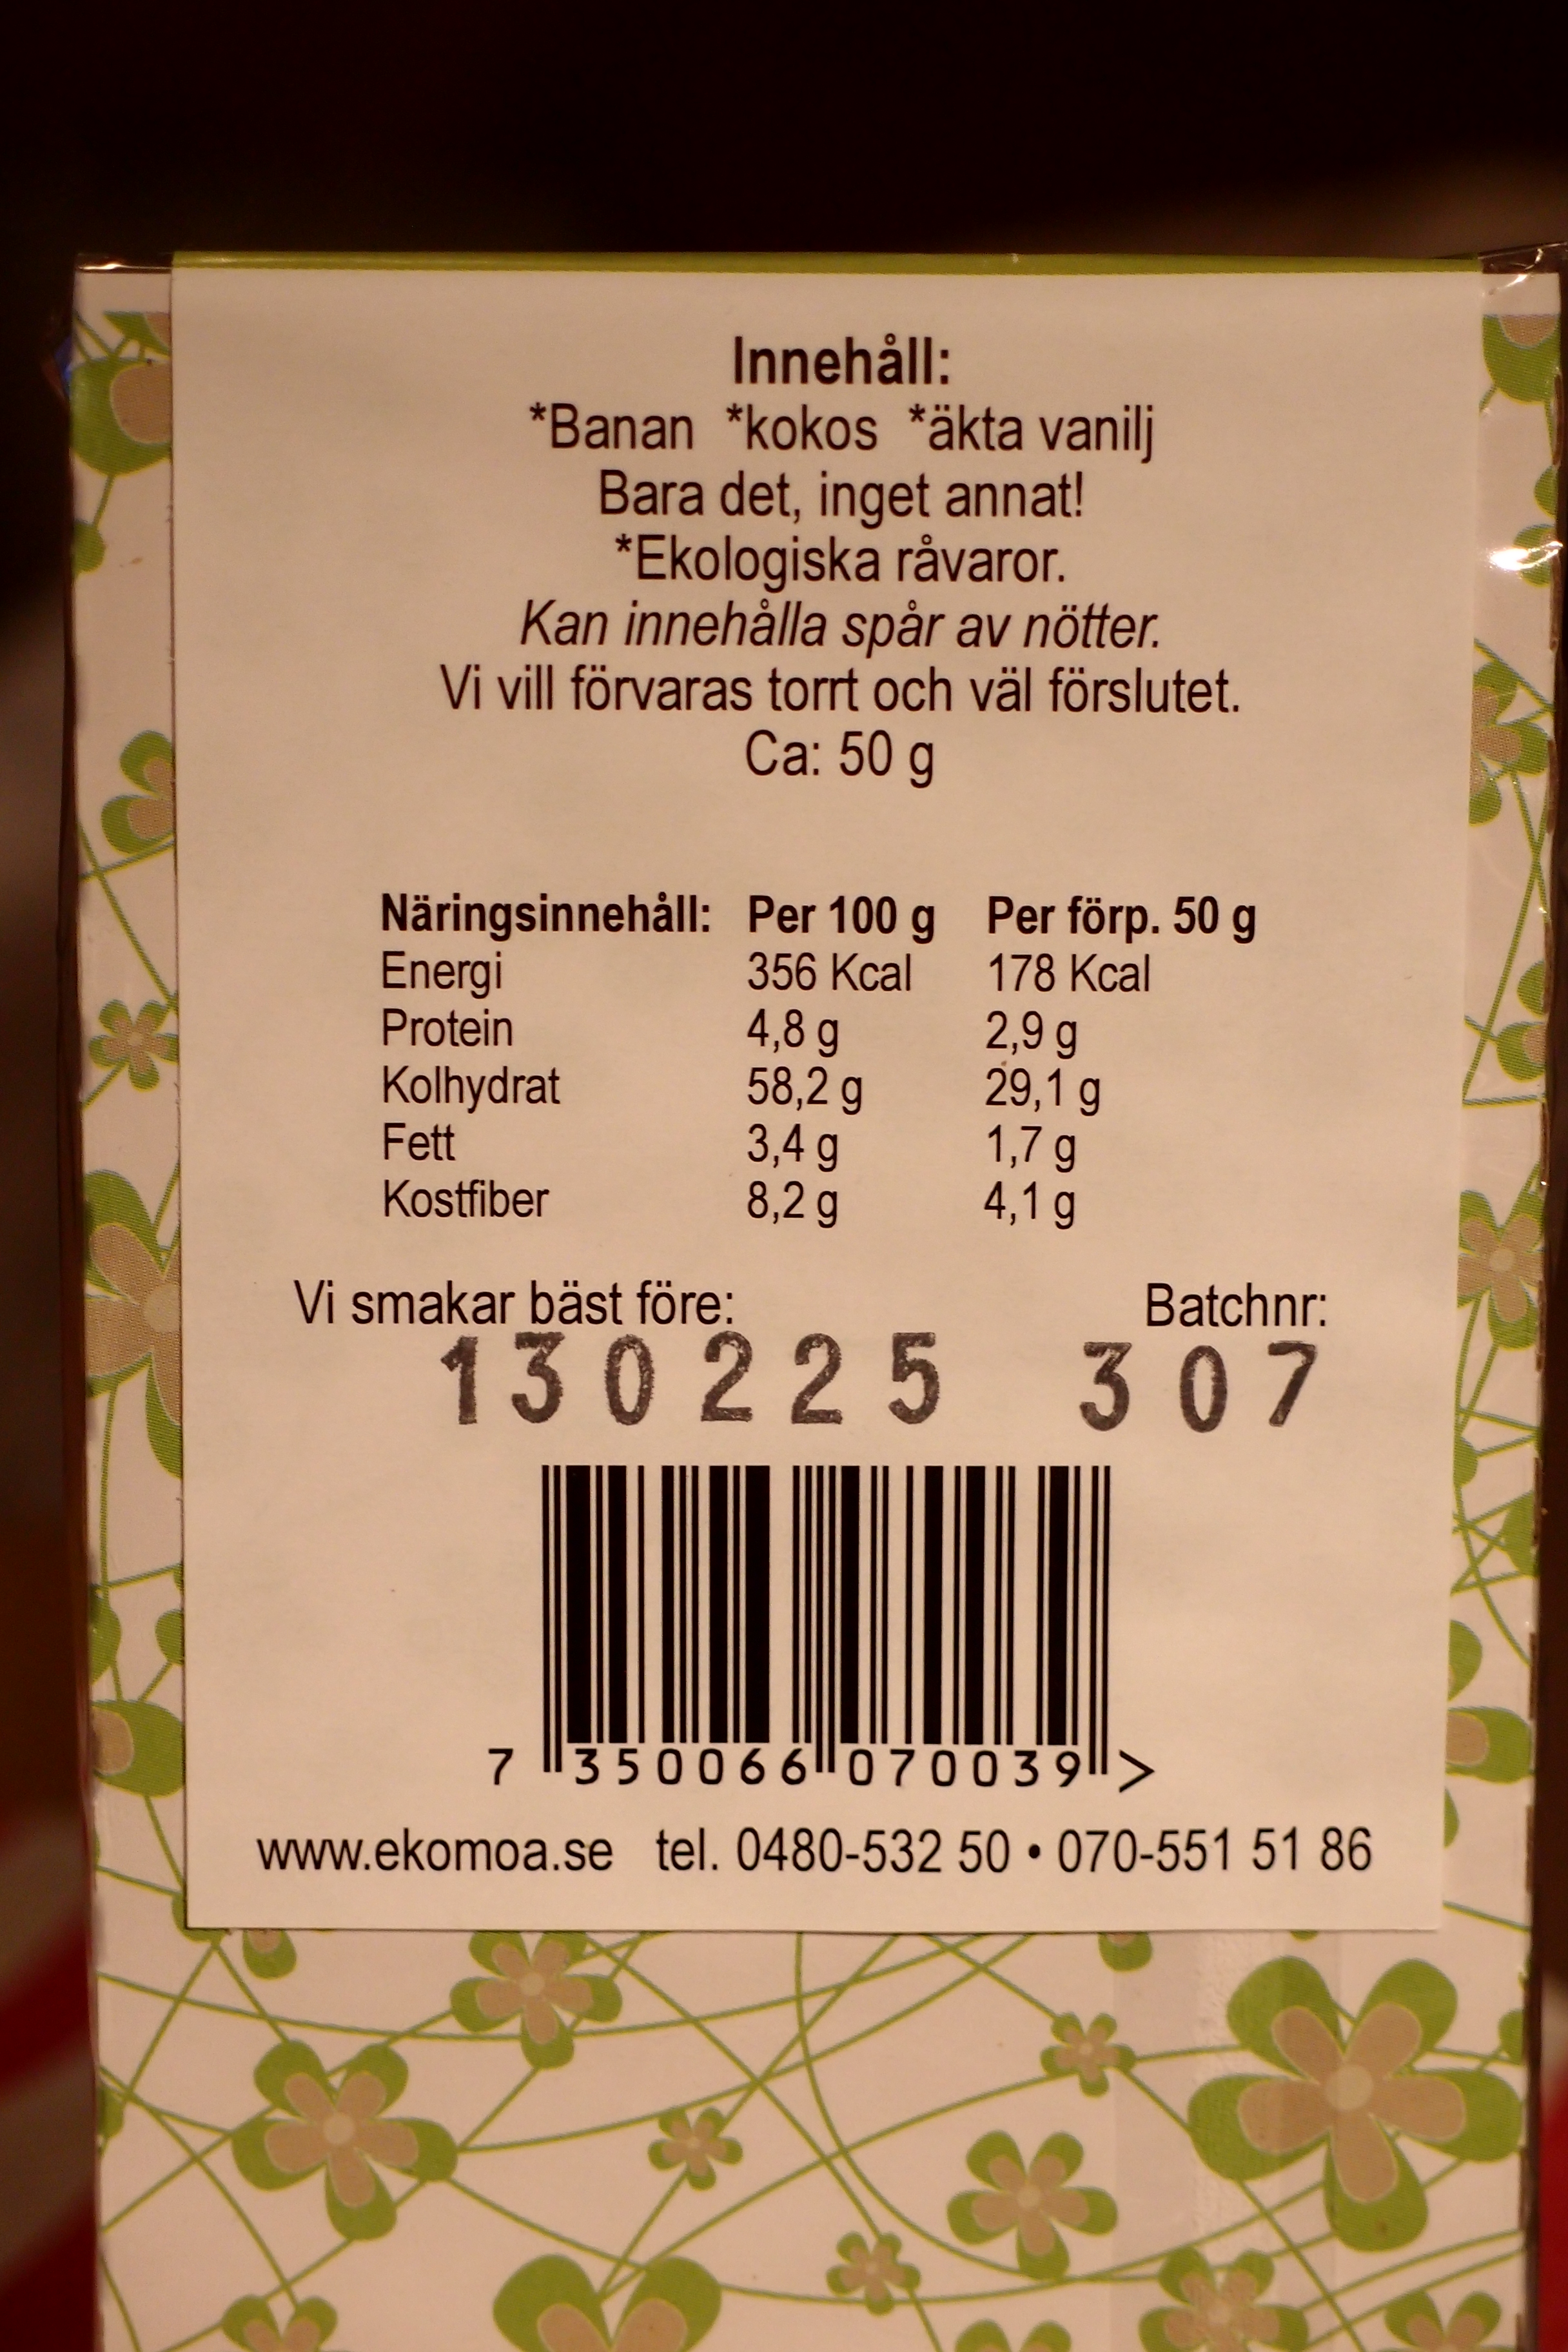 Innehåll:
*Banan *kokos *äkta vanilj
Bara det, inget annat!
*Ekologiska råvaror.
Kan innehålla spår av nötter.
Vi vill förvaras torrt och väl förslutet.
Ca: 50 g
Näringsinnehåll: Per 100 g Per förp. 50 g
Energi 356 Kcal 178 Kcal
Protein 4,8 g 2,9 g
Kolhydrat 58,2 g 29,1 g
Fett 3,4 g 1,7 g
Kostfiber 8,2 g 4,1 g
Vi smakar bäst före: Batchnr:
130225 307
7 350066 070039 >
www.ekomoa.se tel. 0480-532 50 • 070-551 51 86